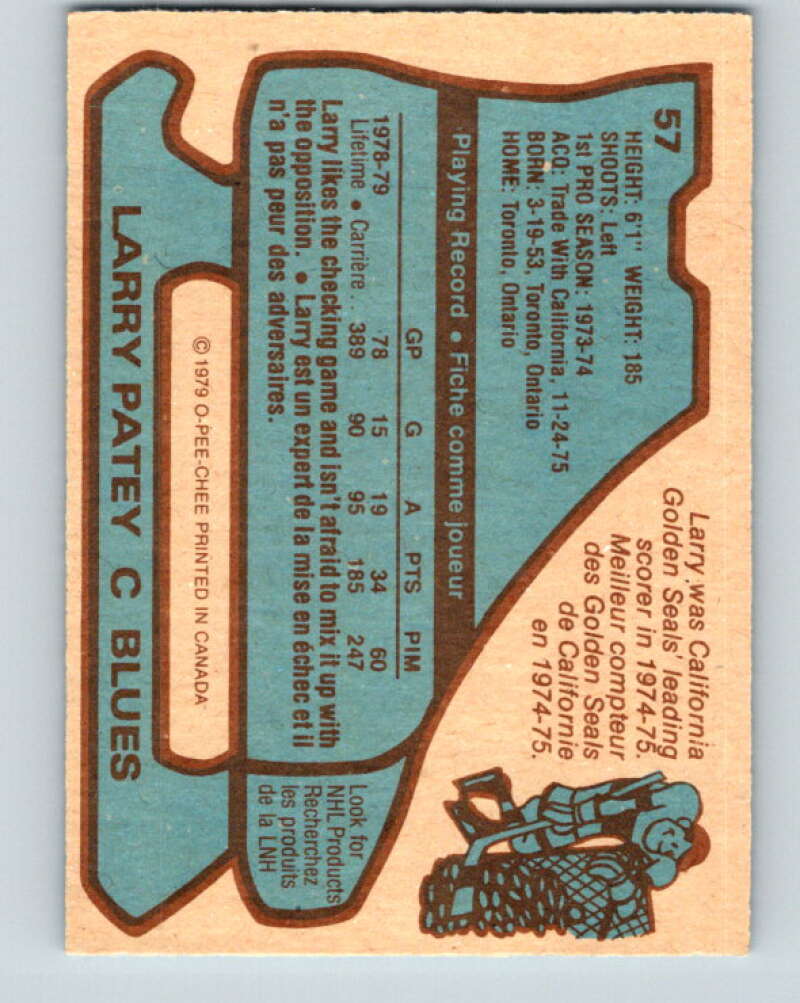 57
HEIGHT: 6'1" WEIGHT: 185
SHOOTS: Left
1st PRO SEASON: 1973-74
ACQ: Trade With California, 11-24-75
BORN: 3-19-53, Toronto, Ontario
HOME: Toronto, Ontario
Larry was California
Golden Seals' leading
scorer in 1974-75.
Meilleur compteur
des Golden Seals
de Californie
en 1974-75.
Playing Record • Fiche comme joueur
GP G A PTS PIM
1978-79 78 15 19 34 60
Lifetime • Carrière... 389 90 95 185 247
Larry likes the checking game and isn't afraid to mix it up with
the opposition. • Larry est un expert de la mise en échec et il
n'a pas peur des adversaires.
Look for
NHL Products
Recherchez
les produits
de la LNH
© 1979 O-PEE-CHEE PRINTED IN CANADA
LARRY PATEY C BLUES